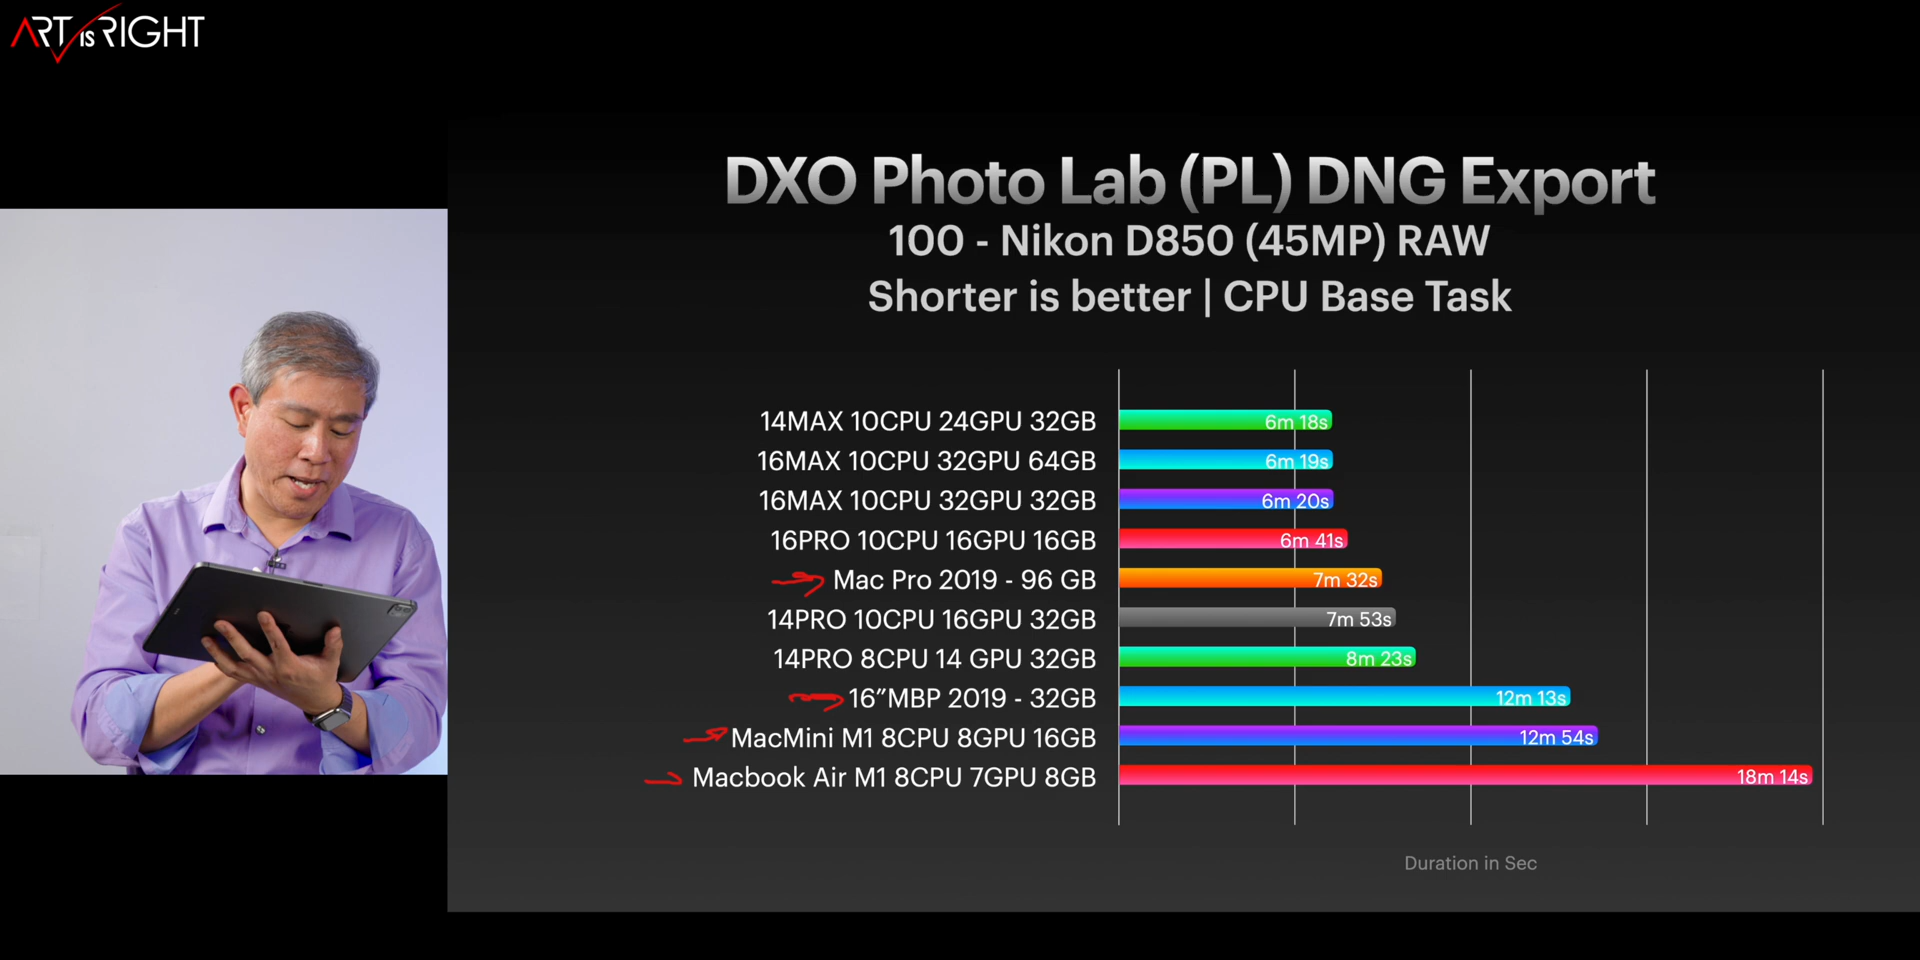 ART IS RIGHT
DXO Photo Lab (PL) DNG Export
100 - Nikon D850 (45MP) RAW
Shorter is better | CPU Base Task
14MAX 10CPU 24GPU 32GB 6m 18s
16MAX 10CPU 32GPU 64GB 6m 19s
16MAX 10CPU 32GPU 32GB 6m 20s
16PRO 10CPU 16GPU 16GB 6m 41s
Mac Pro 2019 - 96 GB 7m 32s
14PRO 10CPU 16GPU 32GB 7m 53s
14PRO 8CPU 14 GPU 32GB 8m 23s
16”MBP 2019 - 32GB 12m 13s
MacMini M1 8CPU 8GPU 16GB 12m 54s
Macbook Air M1 8CPU 7GPU 8GB 18m 14s
Duration in Sec